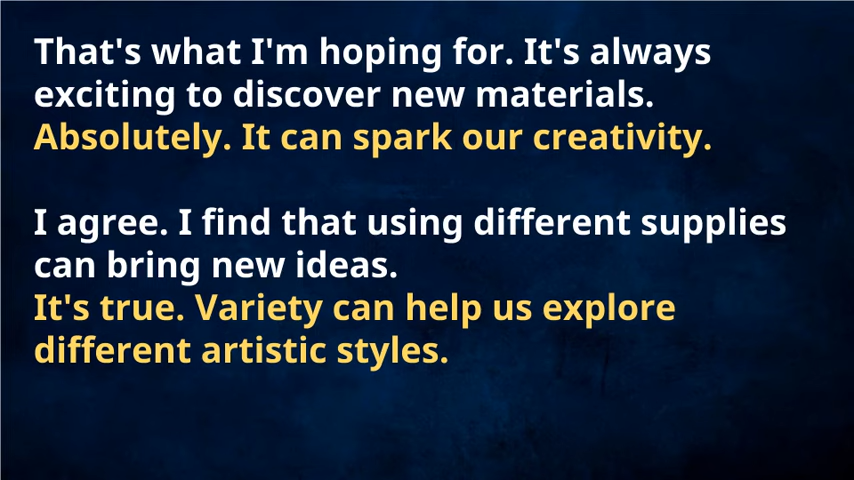 That's what I'm hoping for. It's always
exciting to discover new materials.
Absolutely. It can spark our creativity.
I agree. I find that using different supplies
can bring new ideas.
It's true. Variety can help us explore
different artistic styles.